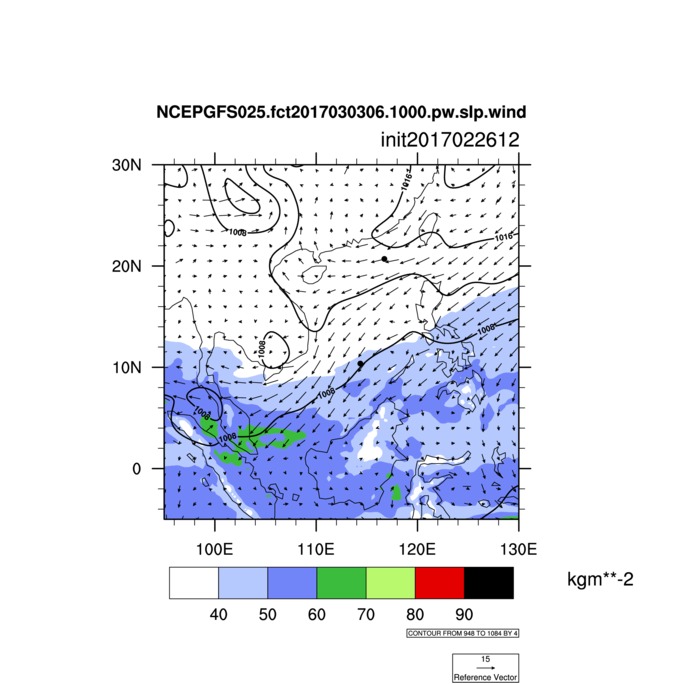 NCEPGFS025.fct2017030306.1000.pw.slp.wind
init2017022612
30N
20N
10N
0
1016
1008
1016
1008
1008
1008
1008
1008
100E 110E 120E 130E
40 50 60 70 80 90
kgm**-2
CONTOUR FROM 948 TO 1084 BY 4
15
Reference Vector